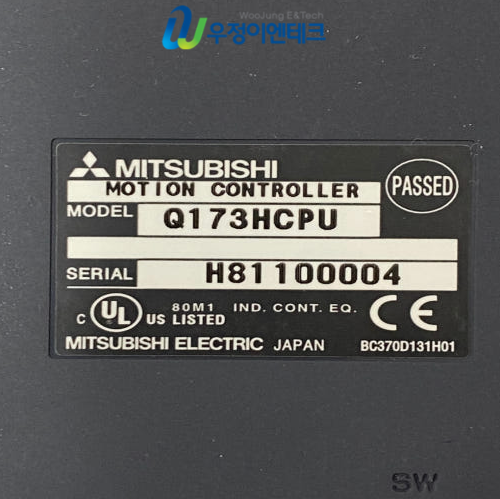 WooJung E&Tech
우정이엔테크
MITSUBISHI
MOTION CONTROLLER
PASSED
MODEL Q173HCPU
SERIAL H81100004
C UL US LISTED 80M1 IND. CONT. EQ. CE
MITSUBISHI ELECTRIC JAPAN BC370D131H01
SW